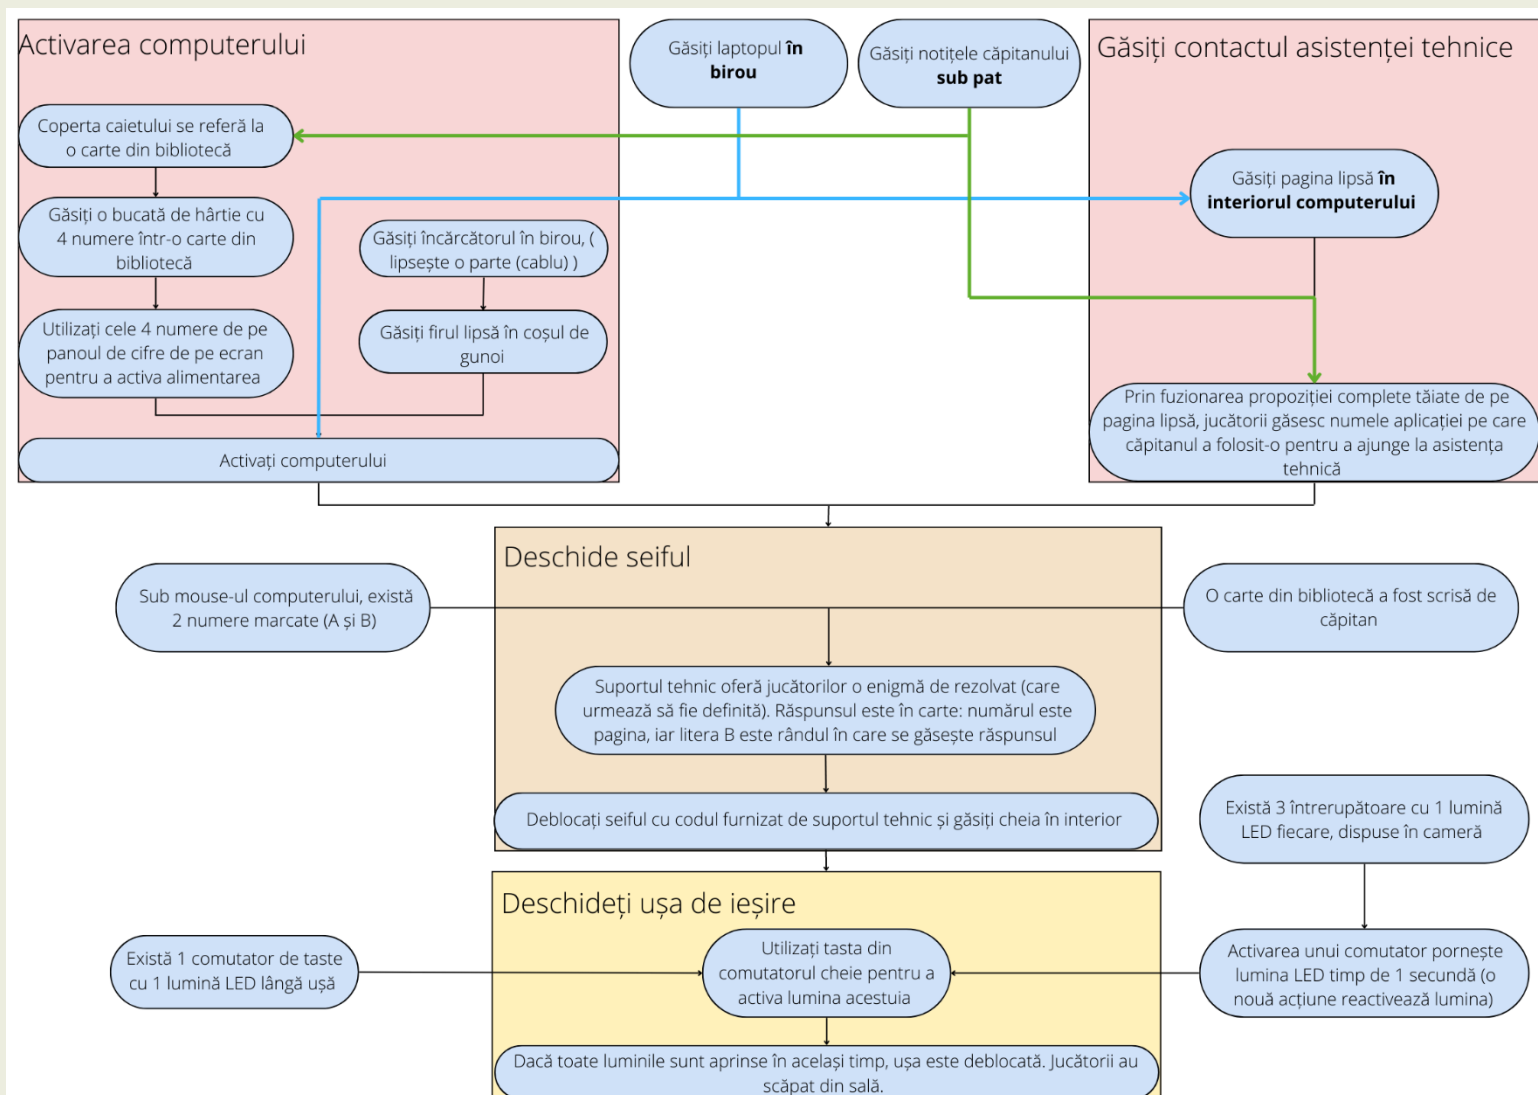 Activarea computerului
Găsiți laptopul în
birou
Găsiți notițele căpitanului
sub pat
Găsiți contactul asistenței tehnice
Coperta caietului se referă la
o carte din bibliotecă
Găsiți o bucată de hârtie cu
4 numere într-o carte din
bibliotecă
Utilizați cele 4 numere de pe
panoul de cifre de pe ecran
pentru a activa alimentarea
Găsiți încărcătorul în birou, (
lipsește o parte (cablu) )
Găsiți firul lipsă în coșul de
gunoi
Activați computerului
Găsiți pagina lipsă în
interiorul computerului
Prin fuzionarea propoziției complete tăiate de pe
pagina lipsă, jucătorii găsesc numele aplicației pe care
căpitanul a folosit-o pentru a ajunge la asistența
tehnică
Deschide seiful
Sub mouse-ul computerului, există
2 numere marcate (A și B)
O carte din bibliotecă a fost scrisă de
căpitan
Suportul tehnic oferă jucătorilor o enigmă de rezolvat (care
urmează să fie definită). Răspunsul este în carte: numărul este
pagina, iar litera B este rândul în care se găsește răspunsul
Deblocați seiful cu codul furnizat de suportul tehnic și găsiți cheia în interior
Există 3 întrerupătoare cu 1 lumină
LED fiecare, dispuse în cameră
Deschideți ușa de ieșire
Există 1 comutator de taste
cu 1 lumină LED lângă ușă
Utilizați tasta din
comutatorul cheie pentru a
activa lumina acestuia
Activarea unui comutator pornește
lumina LED timp de 1 secundă (o
nouă acțiune reactivează lumina)
Dacă toate luminile sunt aprinse în același timp, ușa este deblocată. Jucătorii au
scăpat din sală.